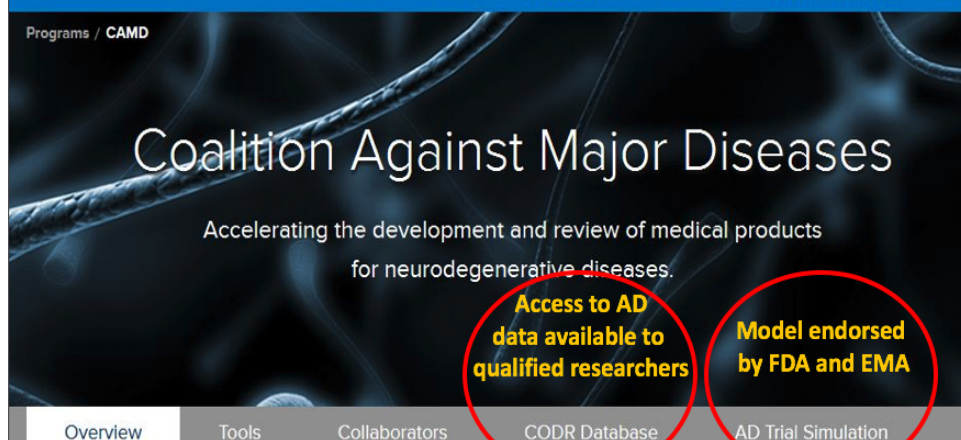 Programs / CAMD
Coalition Against Major Diseases
Accelerating the development and review of medical products
for neurodegenerative diseases.
Access to AD
data available to
qualified researchers
Model endorsed
by FDA and EMA
Overview
Tools
Collaborators
CODR Database
AD Trial Simulation